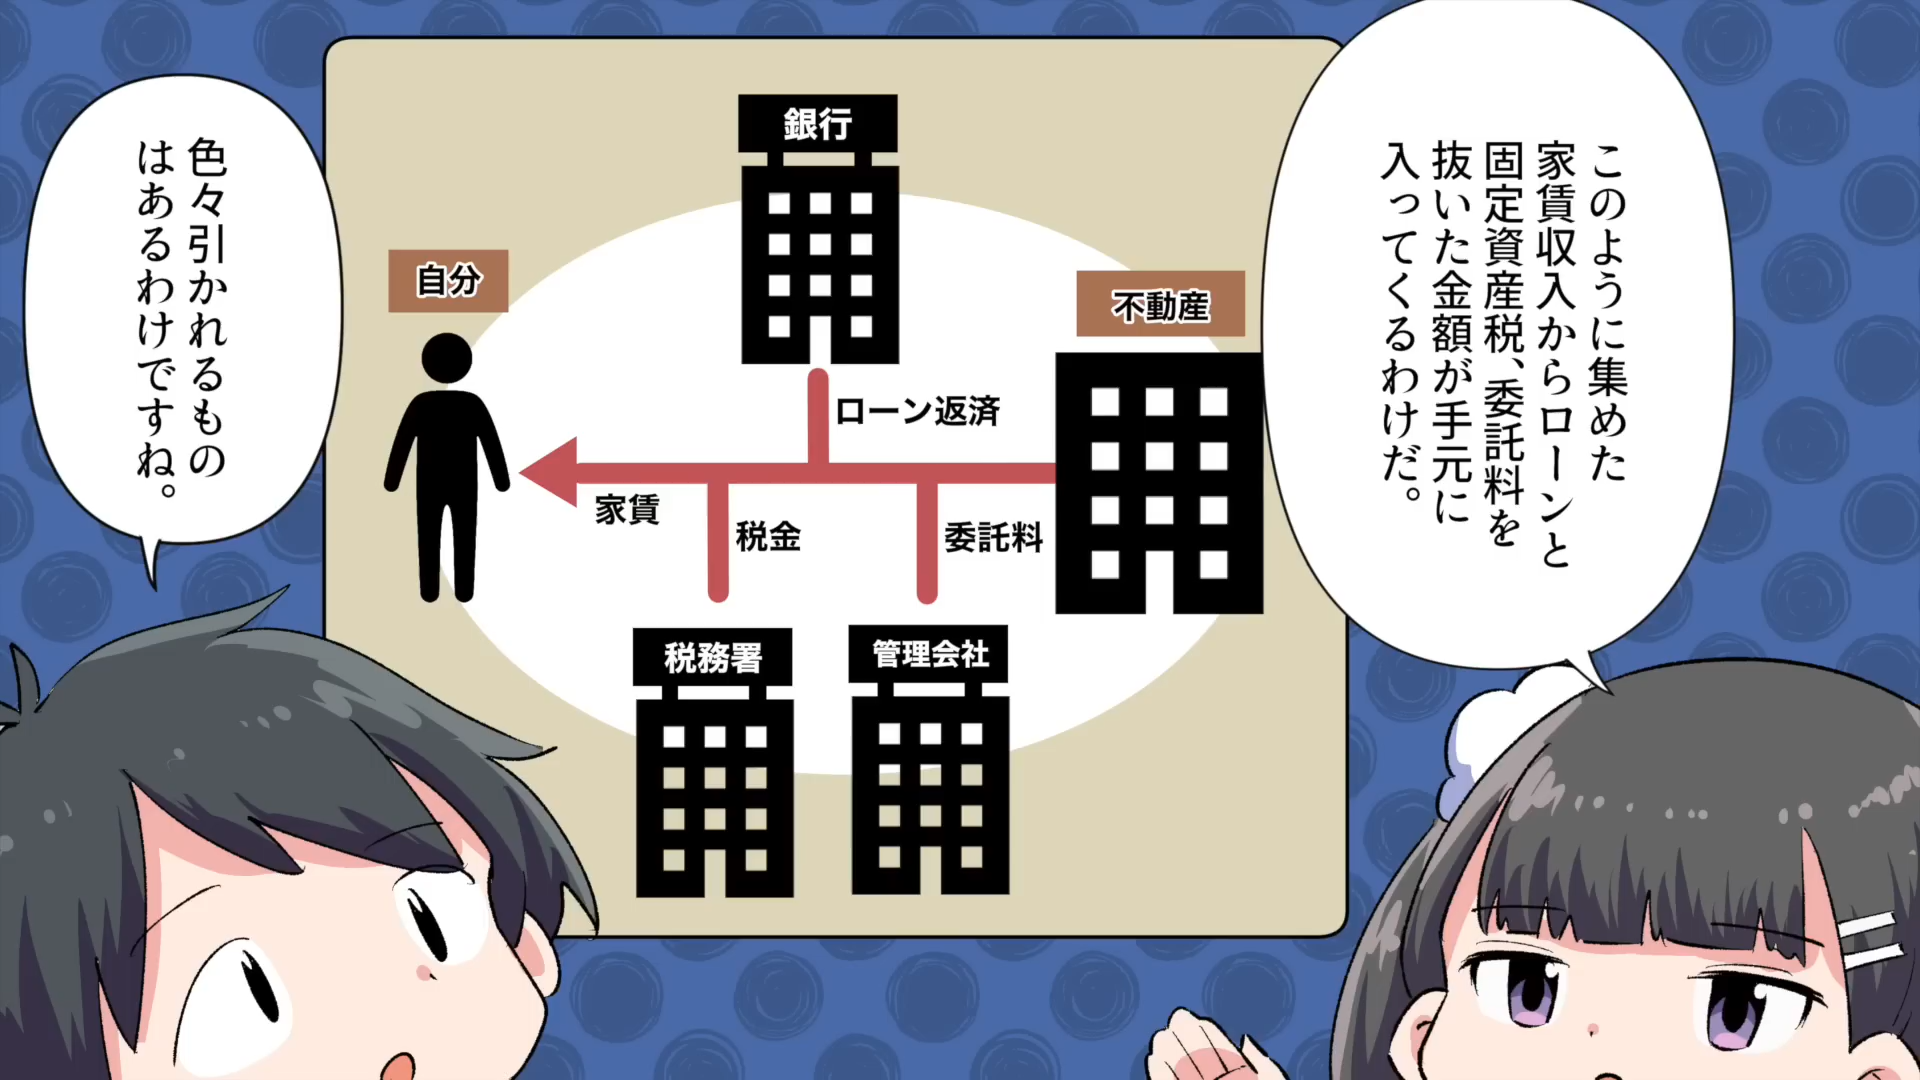 このように集めた
家賃収入からローンと
固定資産税、委託料を
抜いた金額が手元に
入ってくるわけだ。
色々引かれるもの
はあるわけですね。
銀行
自分
不動産
ローン返済
家賃
税金
委託料
税務署
管理会社